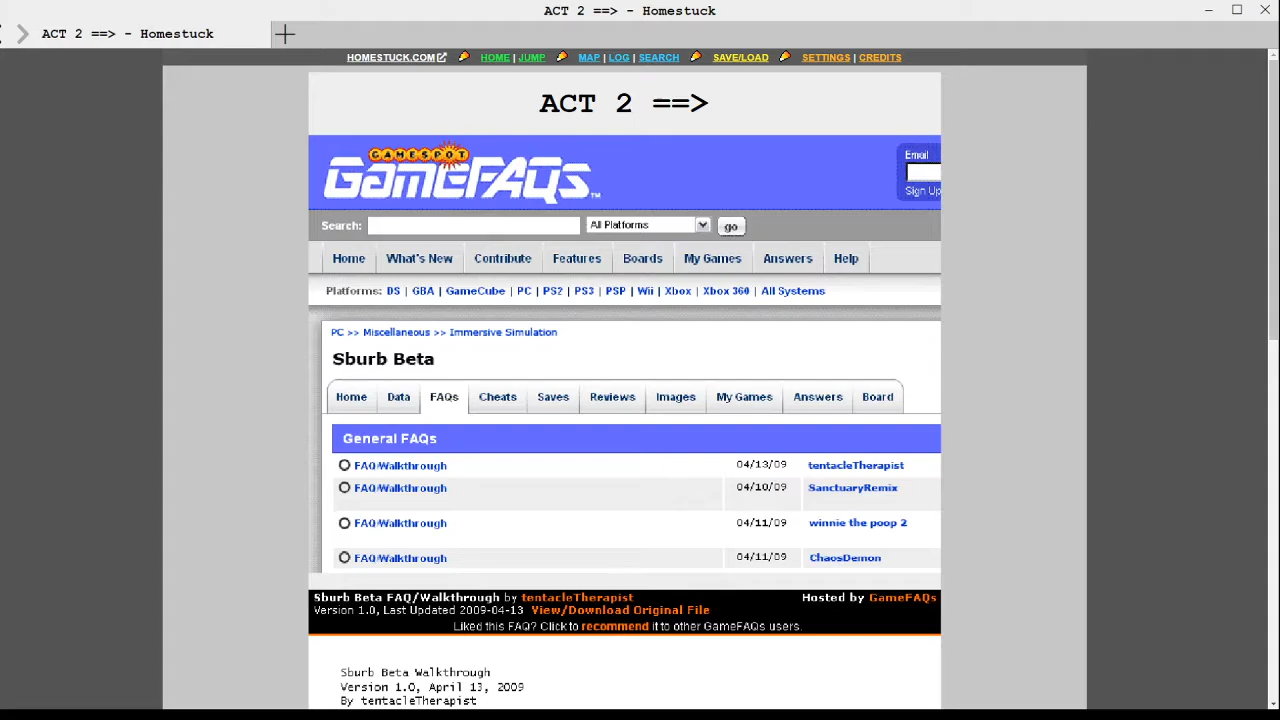 ACT 2 ==> - Homestuck
ACT 2 ==> - Homestuck
HOMESTUCK.COM HOME | JUMP MAP | LOG | SEARCH SAVE/LOAD SETTINGS | CREDITS
ACT 2 ==>
GAMESPOT
GameFAQs™
Email
Sign Up
Search: All Platforms go
Home What's New Contribute Features Boards My Games Answers Help
Platforms: DS | GBA | GameCube | PC | PS2 | PS3 | PSP | Wii | Xbox | Xbox 360 | All Systems
PC >> Miscellaneous >> Immersive Simulation
Sburb Beta
Home Data FAQs Cheats Saves Reviews Images My Games Answers Board
General FAQs
FAQ/Walkthrough 04/13/09 tentacleTherapist
FAQ/Walkthrough 04/10/09 SanctuaryRemix
FAQ/Walkthrough 04/11/09 winnie the poop 2
FAQ/Walkthrough 04/11/09 ChaosDemon
Sburb Beta FAQ/Walkthrough by tentacleTherapist Hosted by GameFAQs
Version 1.0, Last Updated 2009-04-13 View/Download Original File
Liked this FAQ? Click to recommend it to other GameFAQs users.
Sburb Beta Walkthrough
Version 1.0, April 13, 2009
By tentacleTherapist